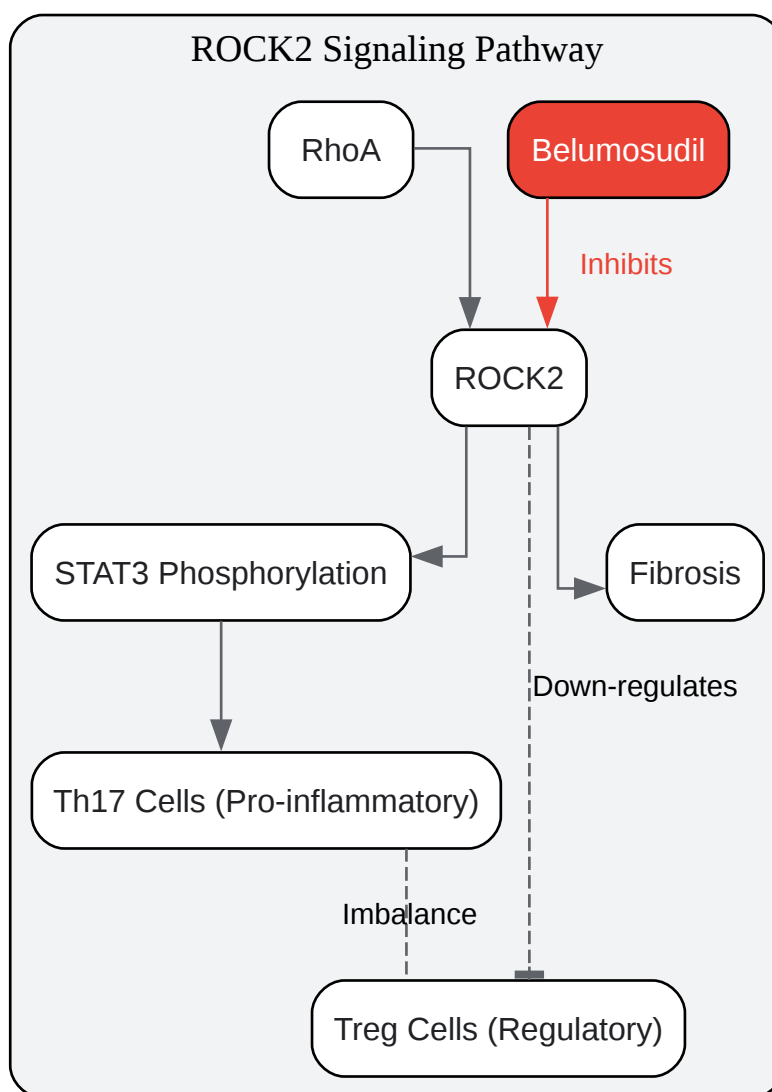 ROCK2 Signaling Pathway
RhoA
Belumosudil
Inhibits
ROCK2
STAT3 Phosphorylation
Fibrosis
Down-regulates
Th17 Cells (Pro-inflammatory)
Imbalance
Treg Cells (Regulatory)